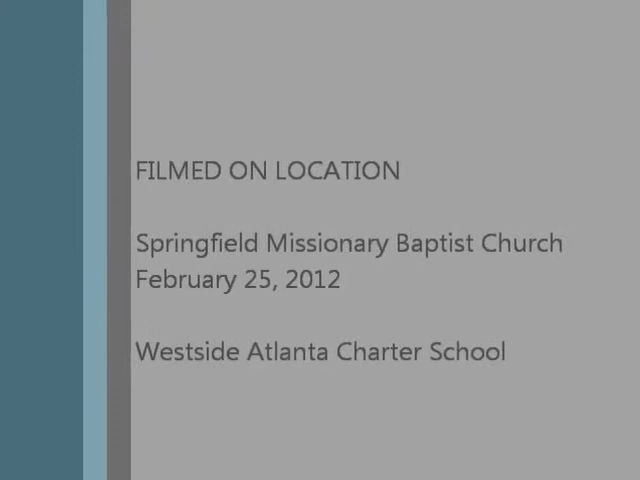 FILMED ON LOCATION
Springfield Missionary Baptist Church
February 25, 2012
Westside Atlanta Charter School